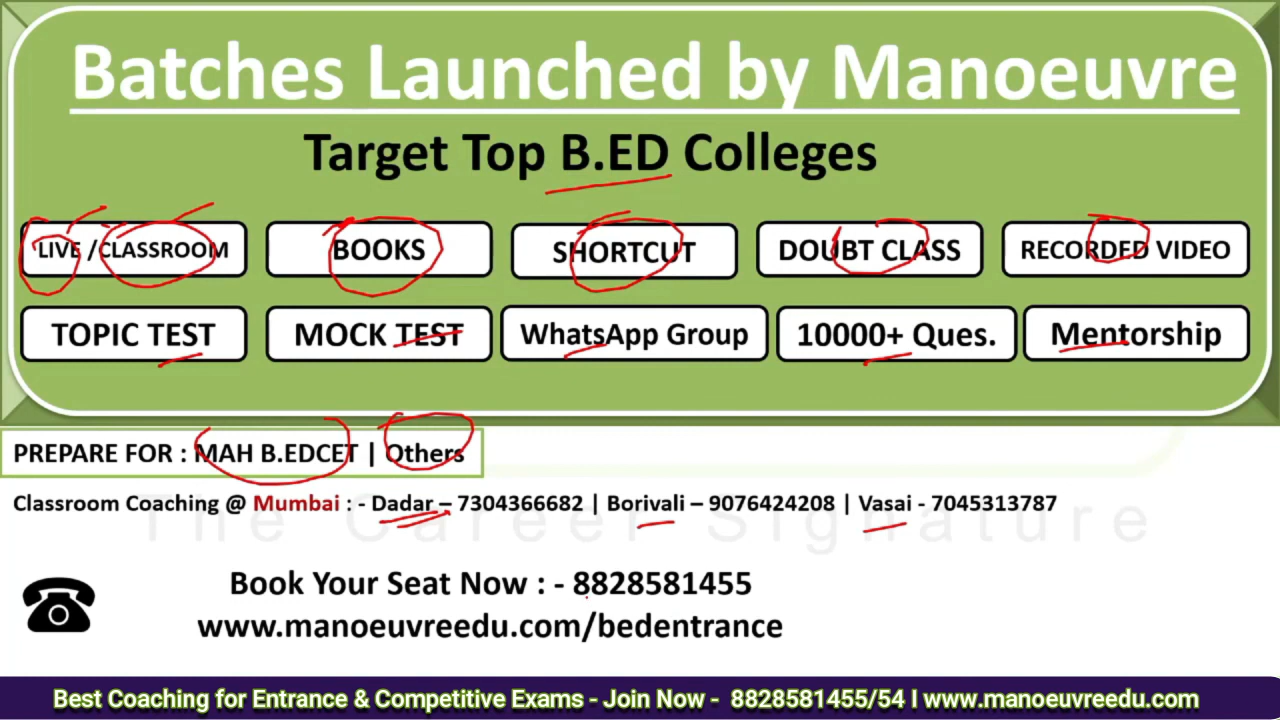 Batches Launched by Manoeuvre
Target Top B.ED Colleges
LIVE /CLASSROOM
BOOKS
SHORTCUT
DOUBT CLASS
RECORDED VIDEO
TOPIC TEST
MOCK TEST
WhatsApp Group
10000+ Ques.
Mentorship
PREPARE FOR : MAH B.EDCET | Others
Classroom Coaching @ Mumbai : - Dadar – 7304366682 | Borivali – 9076424208 | Vasai - 7045313787
The Career Signature
Book Your Seat Now : - 8828581455
www.manoeuvreedu.com/bedentrance
Best Coaching for Entrance & Competitive Exams - Join Now - 8828581455/54 I www.manoeuvreedu.com